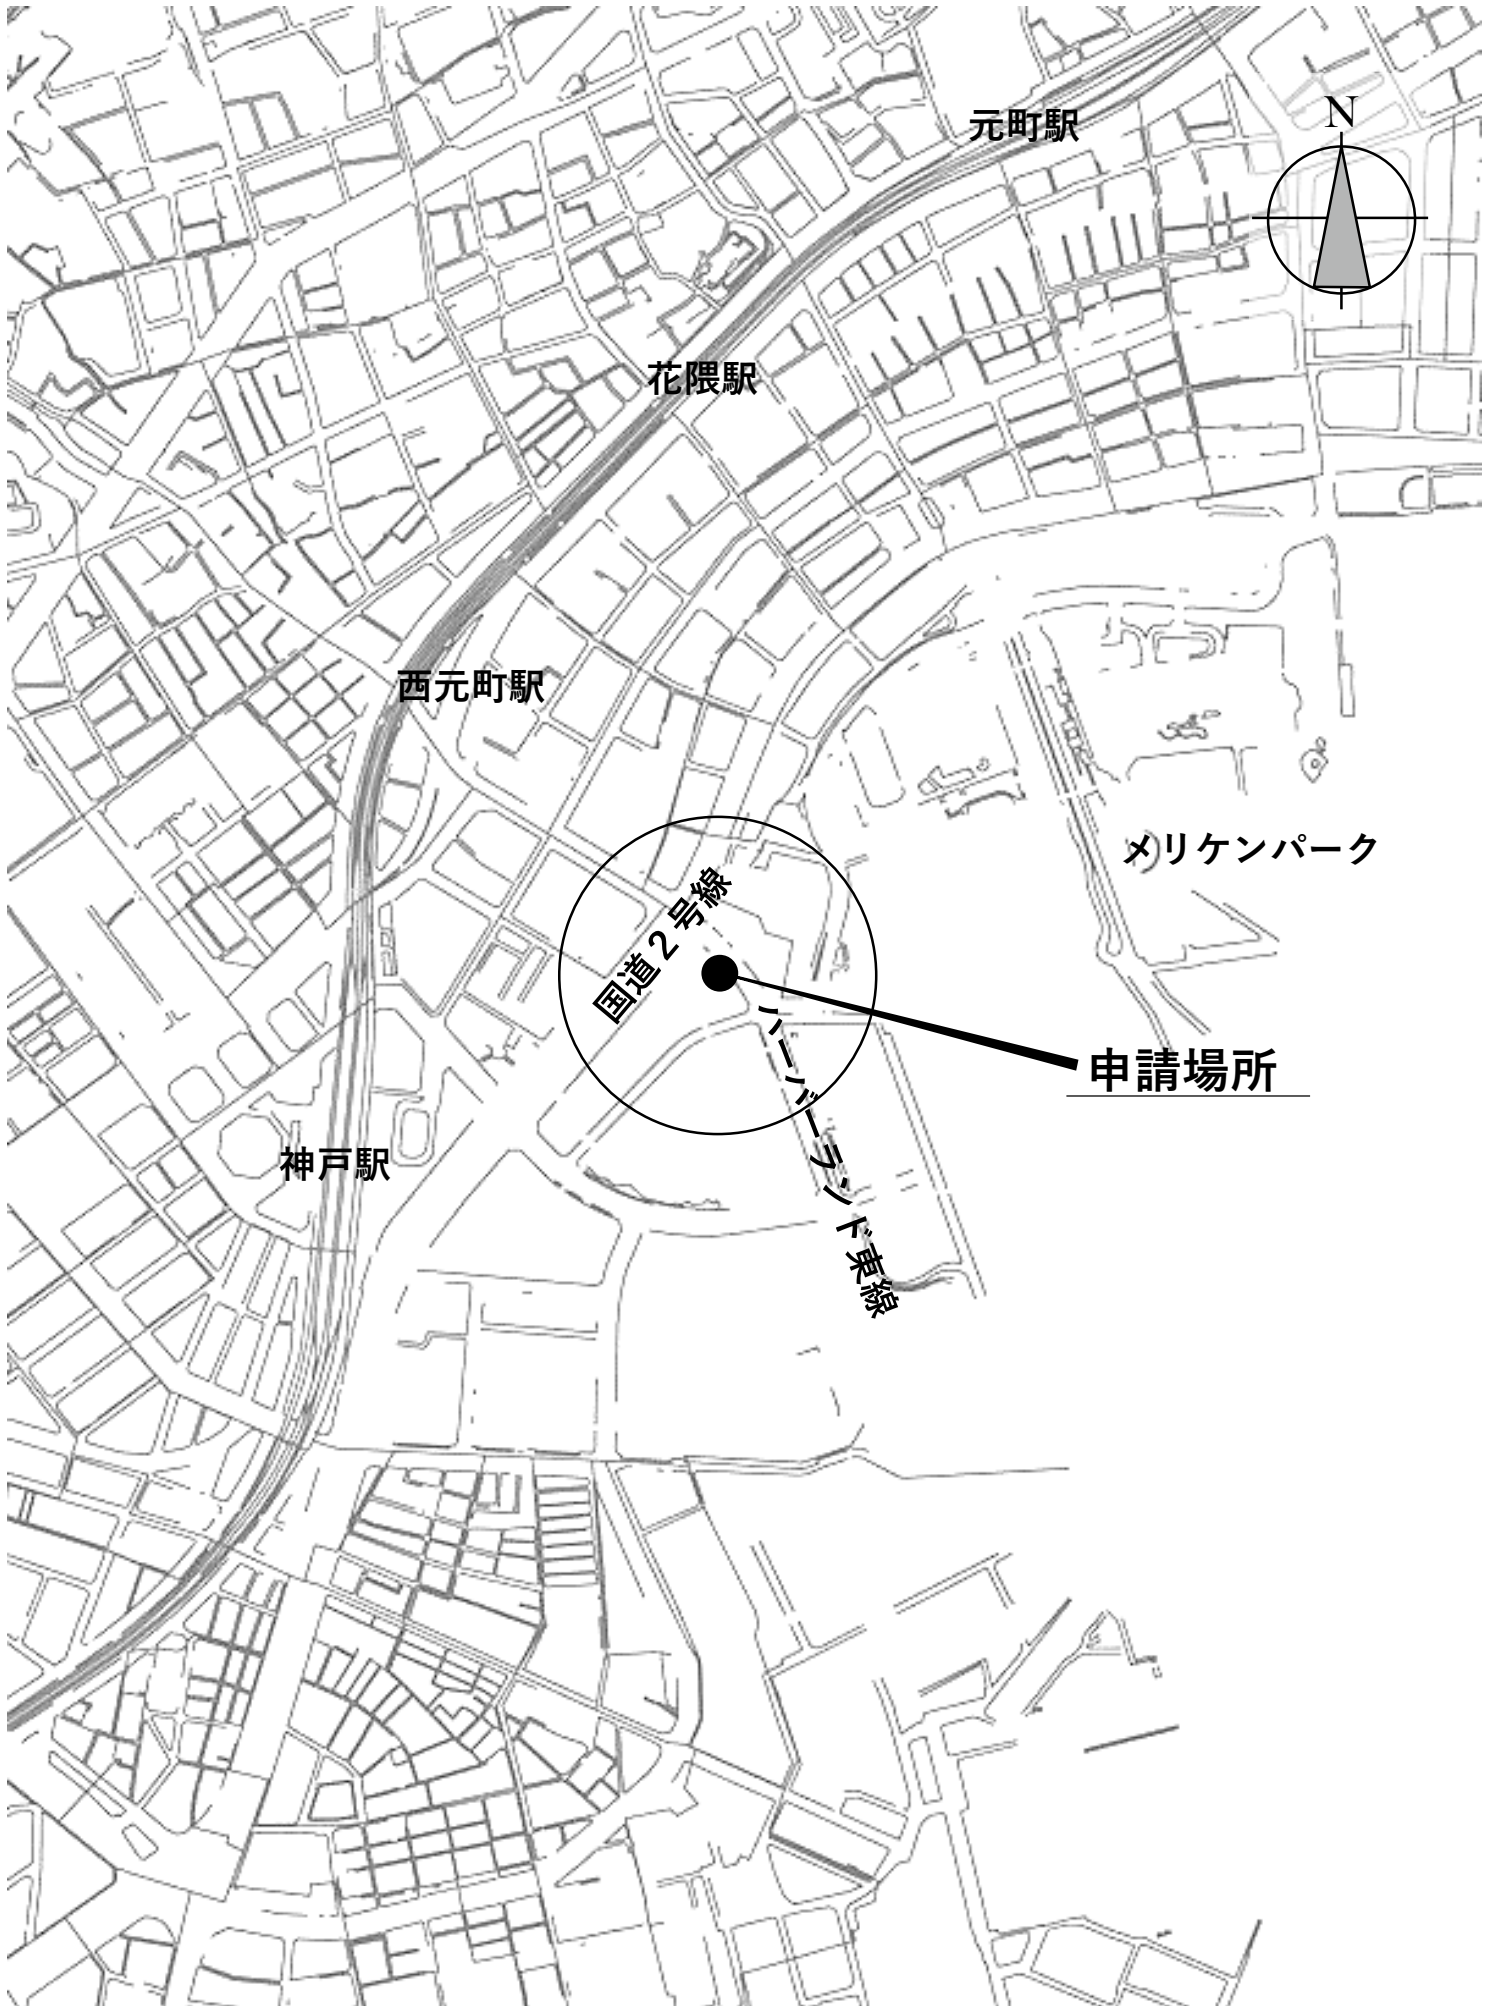 元町駅
N
花隈駅
西元町駅
メリケンパーク
国道２号線
申請場所
ハーバーランド東線
神戸駅